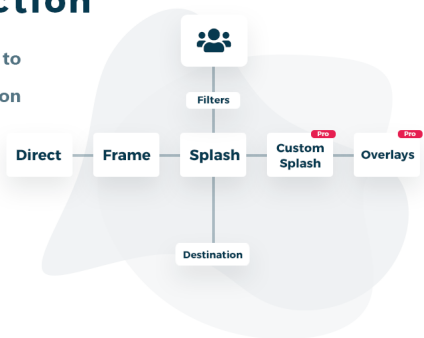 ction
to
on
Filters
Direct
Frame
Splash
Pro
Custom
Splash
Pro
Overlays
Destination